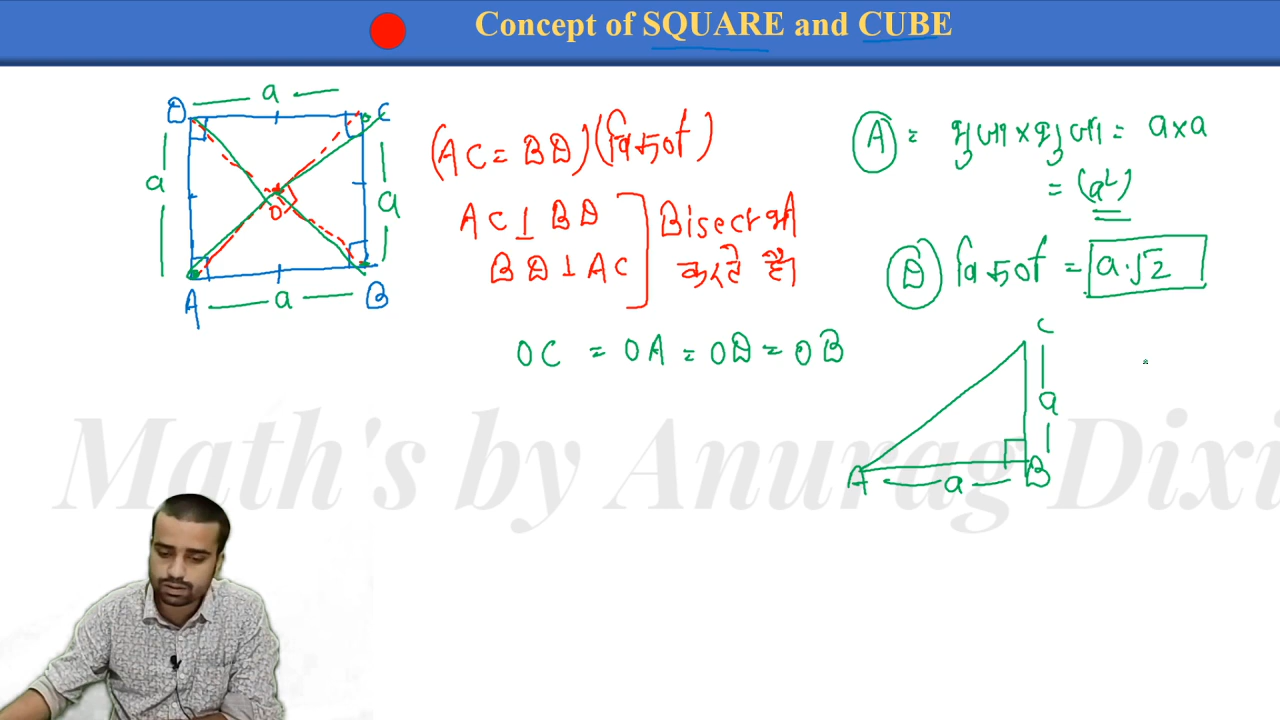 Concept of SQUARE and CUBE
D a C
a a
O
A a B
(AC = BD) (विकर्ण)
AC ⊥ BD
BD ⊥ AC
Bisect भी
करते है।
OC = OA = OD = OB
A = भुजा × भुजा = a×a
= (a²)
D विकर्ण = a·√2
C
a
A a B
Math's by Anurag Dixi